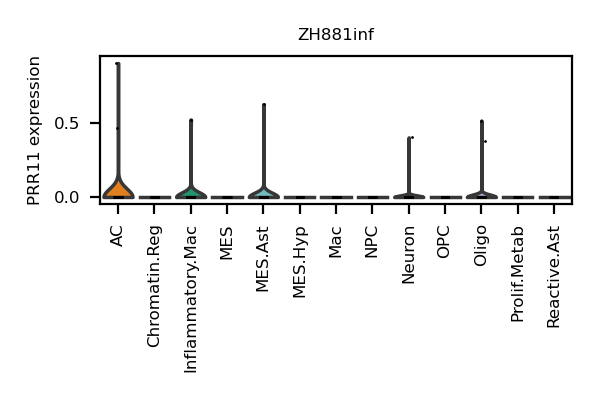 ZH881inf
PRR11 expression
0.5
0.0
AC
Chromatin.Reg
Inflammatory.Mac
MES
MES.Ast
MES.Hyp
Mac
NPC
Neuron
OPC
Oligo
Prolif.Metab
Reactive.Ast